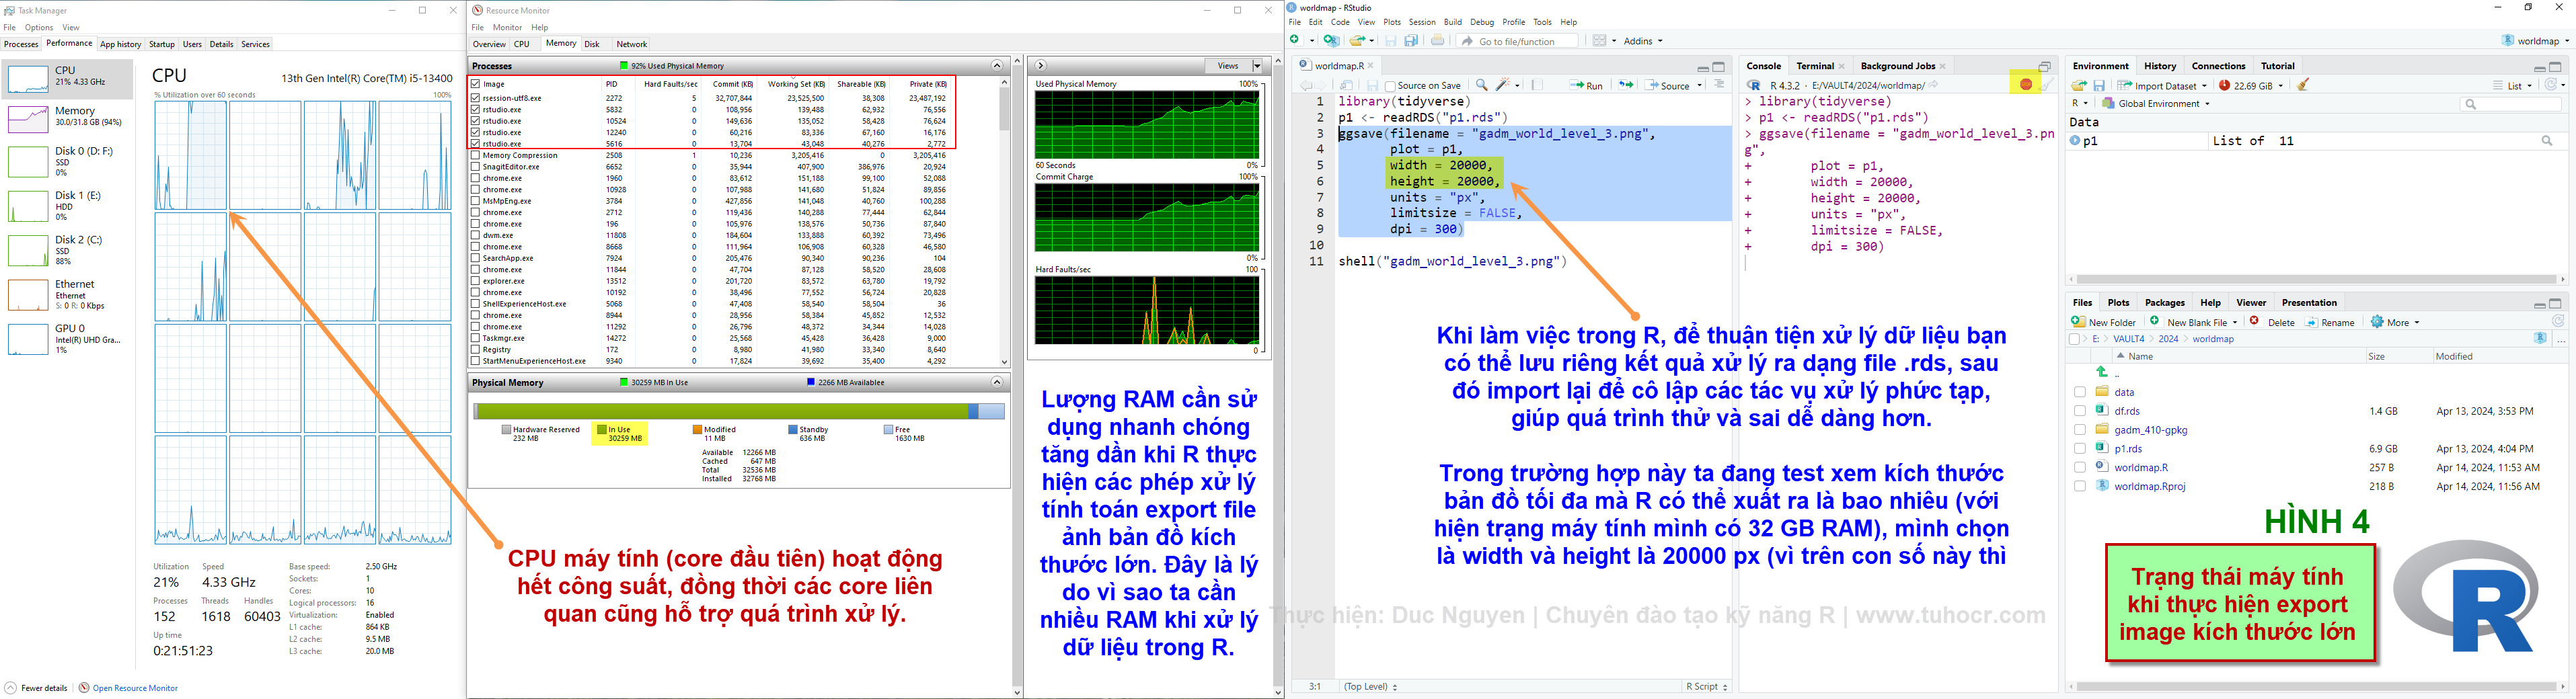 Task Manager
File Options View
Processes Performance App history Startup Users Details Services
CPU
21% 4.33 GHz
Memory
30.0/31.8 GB (94%)
Disk 0 (D: F:)
SSD
0%
Disk 1 (E:)
HDD
0%
Disk 2 (C:)
SSD
88%
Ethernet
Ethernet
S: 0 R: 0 Kbps
GPU 0
Intel(R) UHD Gra...
1%
CPU 13th Gen Intel(R) Core(TM) i5-13400
% Utilization over 60 seconds 100%
Utilization Speed
21% 4.33 GHz
Processes Threads Handles
152 1618 60403
Up time
0:21:51:23
Base speed: 2.50 GHz
Sockets: 1
Cores: 10
Logical processors: 16
Virtualization: Enabled
L1 cache: 864 KB
L2 cache: 9.5 MB
L3 cache: 20.0 MB
Fewer details Open Resource Monitor
Resource Monitor
File Monitor Help
Overview CPU Memory Disk Network
Processes 92% Used Physical Memory
Image PID Hard Faults/sec Commit (KB) Working Set (KB) Shareable (KB) Private (KB)
rsession-utf8.exe 2272 5 32,707,844 23,525,500 38,308 23,487,192
rstudio.exe 5832 0 108,956 139,488 62,932 76,556
rstudio.exe 10524 0 149,636 135,052 58,428 76,624
rstudio.exe 12240 0 60,216 83,336 67,160 16,176
rstudio.exe 5616 0 13,704 43,048 40,276 2,772
Memory Compression 2508 1 10,236 3,205,416 0 3,205,416
SnagitEditor.exe 6652 0 35,944 407,900 386,976 20,924
chrome.exe 1960 0 83,612 151,188 99,100 52,088
chrome.exe 10928 0 107,988 141,680 51,824 89,856
MsMpEng.exe 3784 0 427,856 141,048 40,760 100,288
chrome.exe 2712 0 119,436 140,288 77,444 62,844
chrome.exe 196 0 105,976 138,576 50,736 87,840
dwm.exe 11808 0 184,604 133,888 60,392 73,496
chrome.exe 8668 0 111,964 106,908 60,328 46,580
SearchApp.exe 7924 0 205,476 90,340 90,236 104
chrome.exe 11844 0 47,704 87,128 58,520 28,608
explorer.exe 13512 0 201,720 83,572 63,780 19,792
chrome.exe 10192 0 38,496 77,552 56,724 20,828
ShellExperienceHost.exe 5068 0 47,408 58,540 58,504 36
chrome.exe 8944 0 28,956 58,384 45,852 12,532
chrome.exe 11292 0 26,796 48,372 34,344 14,028
Taskmgr.exe 14272 0 25,568 45,428 36,428 9,000
Registry 172 0 8,980 41,980 33,340 8,640
StartMenuExperienceHost.exe 9340 0 17,824 39,692 35,400 4,292
Physical Memory 30259 MB In Use 2266 MB Availablee
Hardware Reserved
232 MB
In Use
30259 MB
Modified
11 MB
Standby
636 MB
Free
1630 MB
Available 12266 MB
Cached 647 MB
Total 32536 MB
Installed 32768 MB
Views
Used Physical Memory 100%
60 Seconds 0%
Commit Charge 100%
0%
Hard Faults/sec 100
0
CPU máy tính (core đầu tiên) hoạt động
hết công suất, đồng thời các core liên
quan cũng hỗ trợ quá trình xử lý.
Lượng RAM cần sử
dụng nhanh chóng
tăng dần khi R thực
hiện các phép xử lý
tính toán export file
ảnh bản đồ kích
thước lớn. Đây là lý
do vì sao ta cần
nhiều RAM khi xử lý
dữ liệu trong R.
worldmap - RStudio
File Edit Code View Plots Session Build Debug Profile Tools Help
Go to file/function Addins worldmap
worldmap.R
Source on Save Run Source
1 library(tidyverse)
2 p1 <- readRDS("p1.rds")
3 ggsave(filename = "gadm_world_level_3.png",
4 plot = p1,
5 width = 20000,
6 height = 20000,
7 units = "px",
8 limitsize = FALSE,
9 dpi = 300)
10
11 shell("gadm_world_level_3.png")
3:1 (Top Level) R Script
Console Terminal Background Jobs
R 4.3.2 · E:/VAULT4/2024/worldmap/
> library(tidyverse)
> p1 <- readRDS("p1.rds")
> ggsave(filename = "gadm_world_level_3.pn
g",
+ plot = p1,
+ width = 20000,
+ height = 20000,
+ units = "px",
+ limitsize = FALSE,
+ dpi = 300)
Khi làm việc trong R, để thuận tiện xử lý dữ liệu bạn
có thể lưu riêng kết quả xử lý ra dạng file .rds, sau
đó import lại để cô lập các tác vụ xử lý phức tạp,
giúp quá trình thử và sai dễ dàng hơn.
Trong trường hợp này ta đang test xem kích thước
bản đồ tối đa mà R có thể xuất ra là bao nhiêu (với
hiện trạng máy tính mình có 32 GB RAM), mình chọn
là width và height là 20000 px (vì trên con số này thì
Thực hiện: Duc Nguyen | Chuyên đào tạo kỹ năng R | www.tuhocr.com
Environment History Connections Tutorial
Import Dataset 22.69 GiB List
R Global Environment
Data
p1 List of 11
Files Plots Packages Help Viewer Presentation
New Folder New Blank File Delete Rename More
E: VAULT4 2024 worldmap
Name Size Modified
..
data
df.rds 1.4 GB Apr 13, 2024, 3:53 PM
gadm_410-gpkg
p1.rds 6.9 GB Apr 13, 2024, 4:04 PM
worldmap.R 257 B Apr 14, 2024, 11:53 AM
worldmap.Rproj 218 B Apr 14, 2024, 11:56 AM
HÌNH 4
Trạng thái máy tính
khi thực hiện export
image kích thước lớn
R